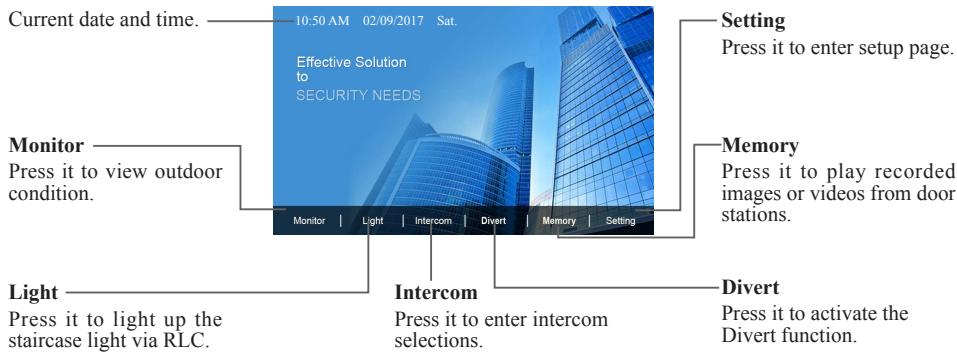 Current date and time.
10:50 AM 02/09/2017 Sat.
Setting
Press it to enter setup page.
Effective Solution
to
SECURITY NEEDS
Monitor
Press it to view outdoor
condition.
Memory
Press it to play recorded
images or videos from door
stations.
Monitor | Light | Intercom | Divert | Memory | Setting
Light
Press it to light up the
staircase light via RLC.
Intercom
Press it to enter intercom
selections.
Divert
Press it to activate the
Divert function.